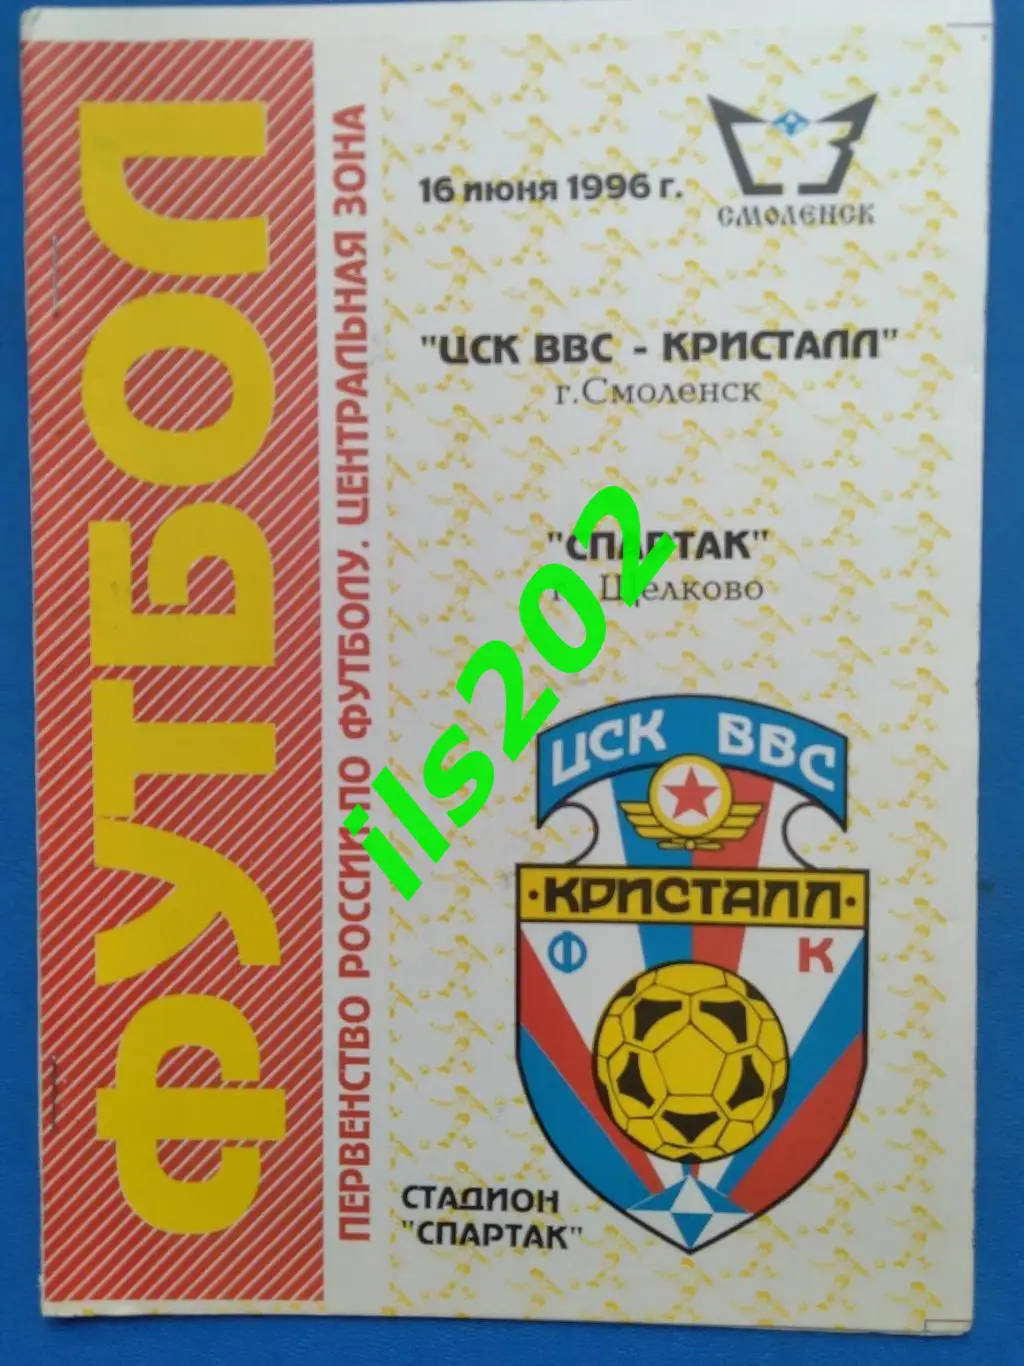 ФУТБОЛ
ПЕРВЕНСТВО РОССИИ ПО ФУТБОЛУ. ЦЕНТРАЛЬНАЯ ЗОНА
СМОЛЕНСК
16 июня 1996 г.
"ЦСК ВВС - КРИСТАЛЛ"
г.Смоленск
"СПАРТАК"
г. Щелково
ils202
ЦСК ВВС
·КРИСТАЛЛ·
Ф К
СТАДИОН
"СПАРТАК"